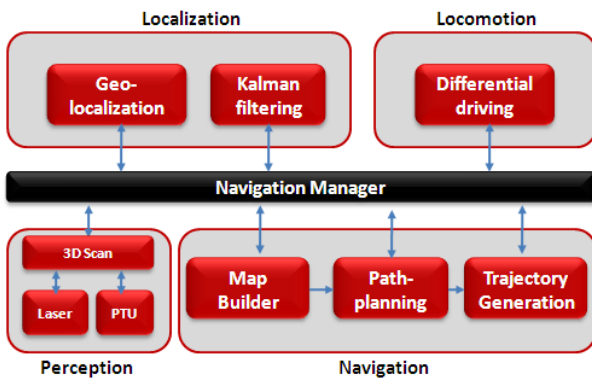 Localization
Locomotion
Geo-
localization
Kalman
filtering
Differential
driving
Navigation Manager
3D Scan
Laser
PTU
Map
Builder
Path-
planning
Trajectory
Generation
Perception
Navigation